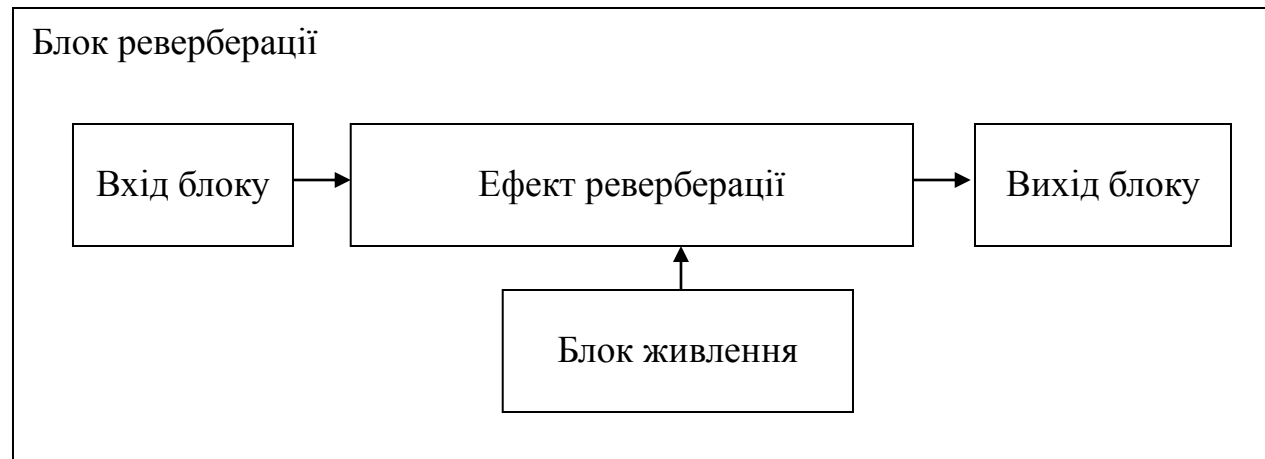 Блок реверберації
Вхід блоку
Ефект реверберації
Вихід блоку
Блок живлення